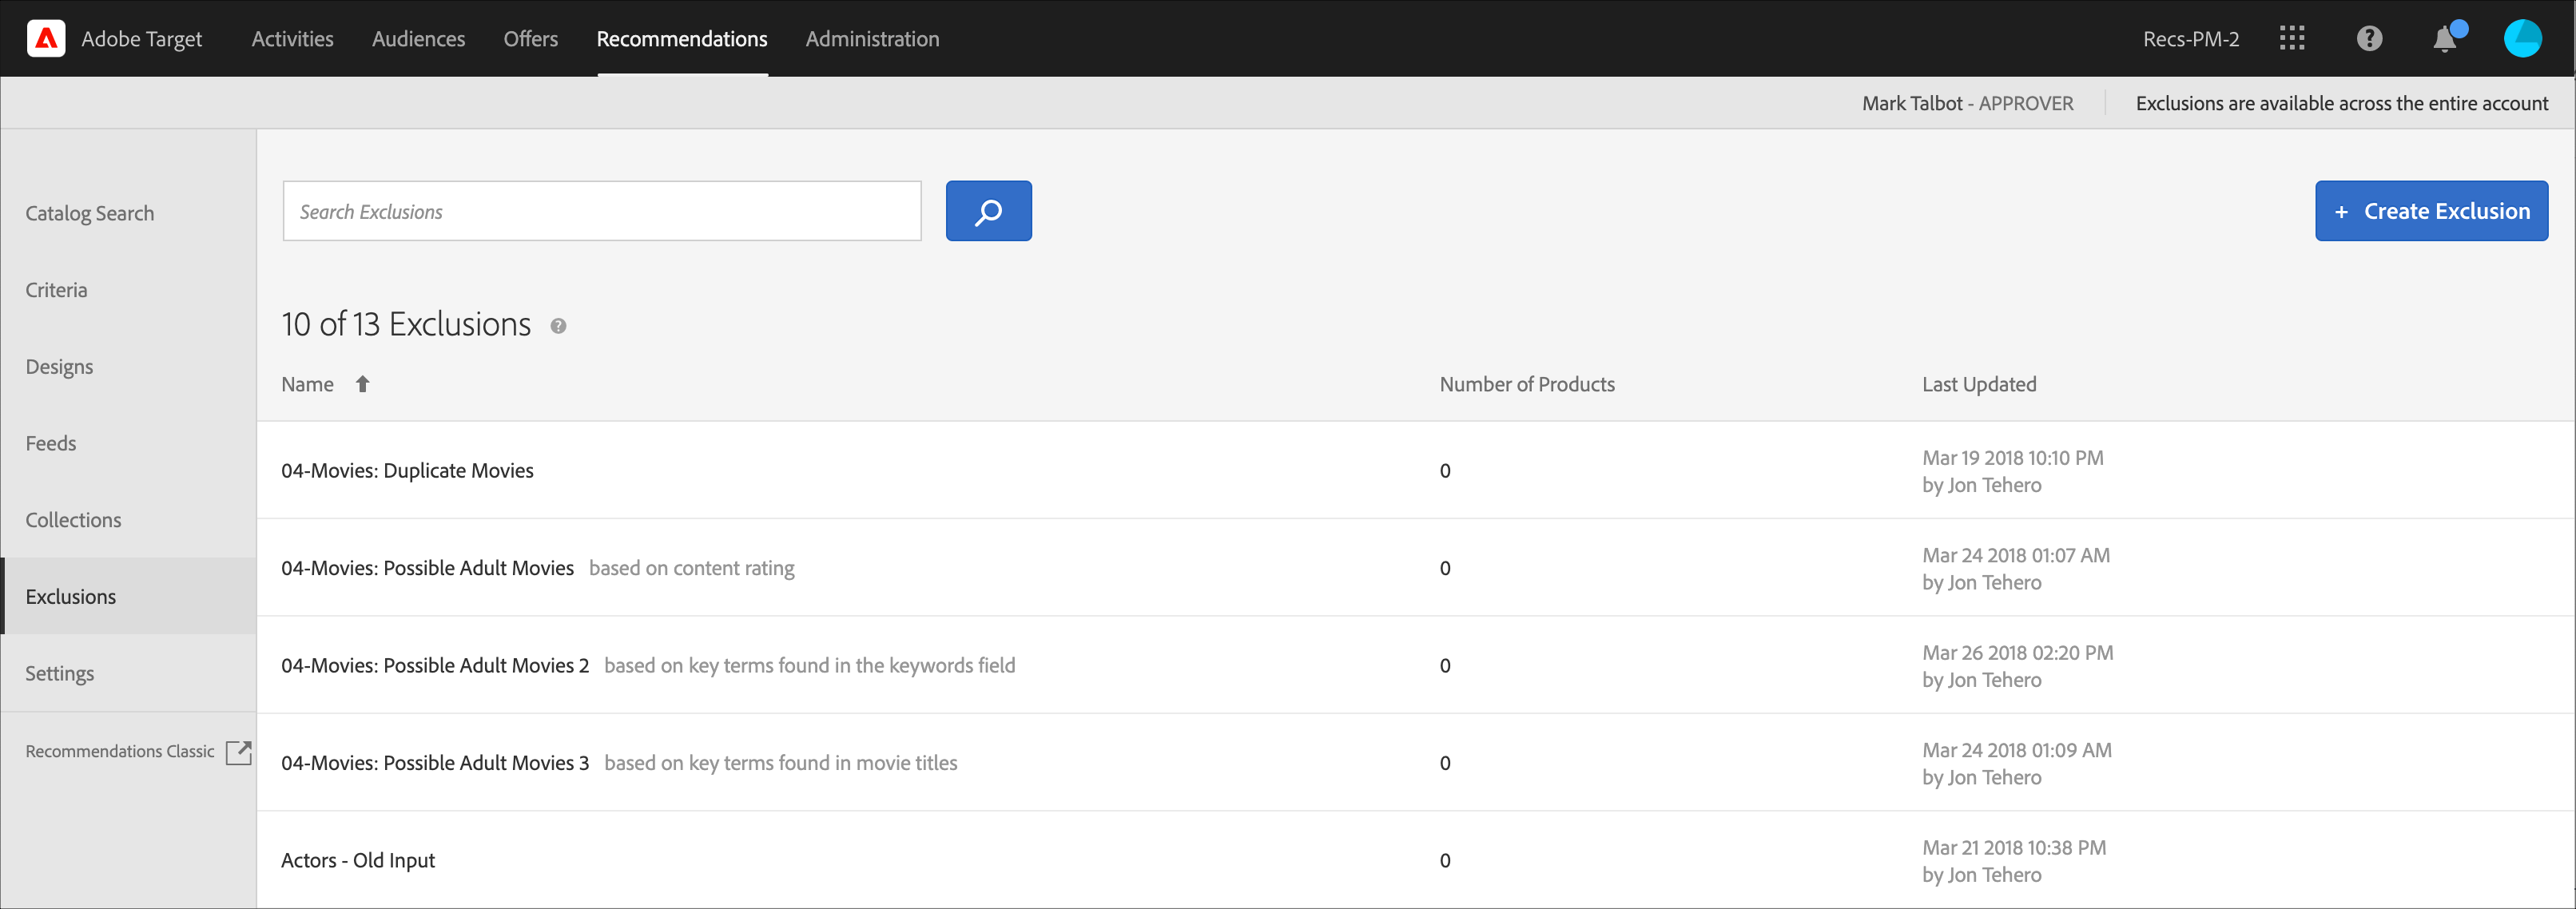 Adobe Target
Activities
Audiences
Offers
Recommendations
Administration
Recs-PM-2
Mark Talbot - APPROVER
Exclusions are available across the entire account
Catalog Search
Criteria
Designs
Feeds
Collections
Exclusions
Settings
Recommendations Classic
Search Exclusions
+ Create Exclusion
10 of 13 Exclusions
Name
Number of Products
Last Updated
04-Movies: Duplicate Movies
0
Mar 19 2018 10:10 PM
by Jon Tehero
04-Movies: Possible Adult Movies based on content rating
0
Mar 24 2018 01:07 AM
by Jon Tehero
04-Movies: Possible Adult Movies 2 based on key terms found in the keywords field
0
Mar 26 2018 02:20 PM
by Jon Tehero
04-Movies: Possible Adult Movies 3 based on key terms found in movie titles
0
Mar 24 2018 01:09 AM
by Jon Tehero
Actors - Old Input
0
Mar 21 2018 10:38 PM
by Jon Tehero